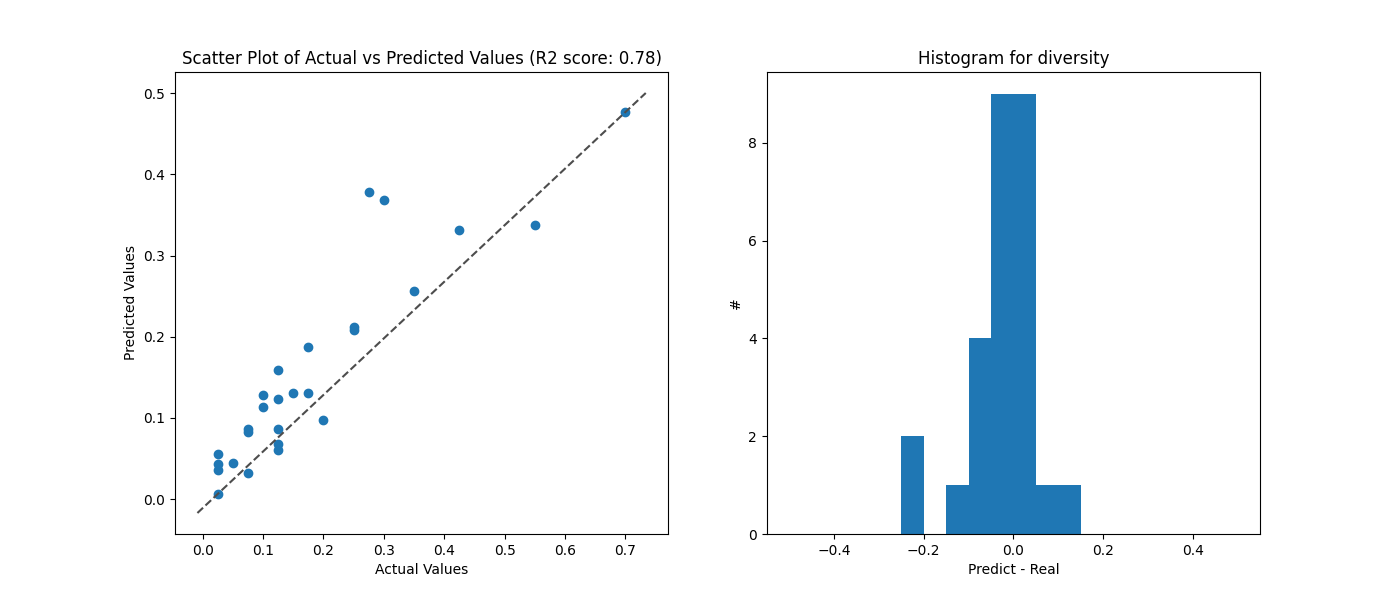 Scatter Plot of Actual vs Predicted Values (R2 score: 0.78)
0.5
0.4
0.3
0.2
0.1
0.0
Predicted Values
0.0 0.1 0.2 0.3 0.4 0.5 0.6 0.7
Actual Values
Histogram for diversity
8
6
4
2
0
#
−0.4 −0.2 0.0 0.2 0.4
Predict - Real